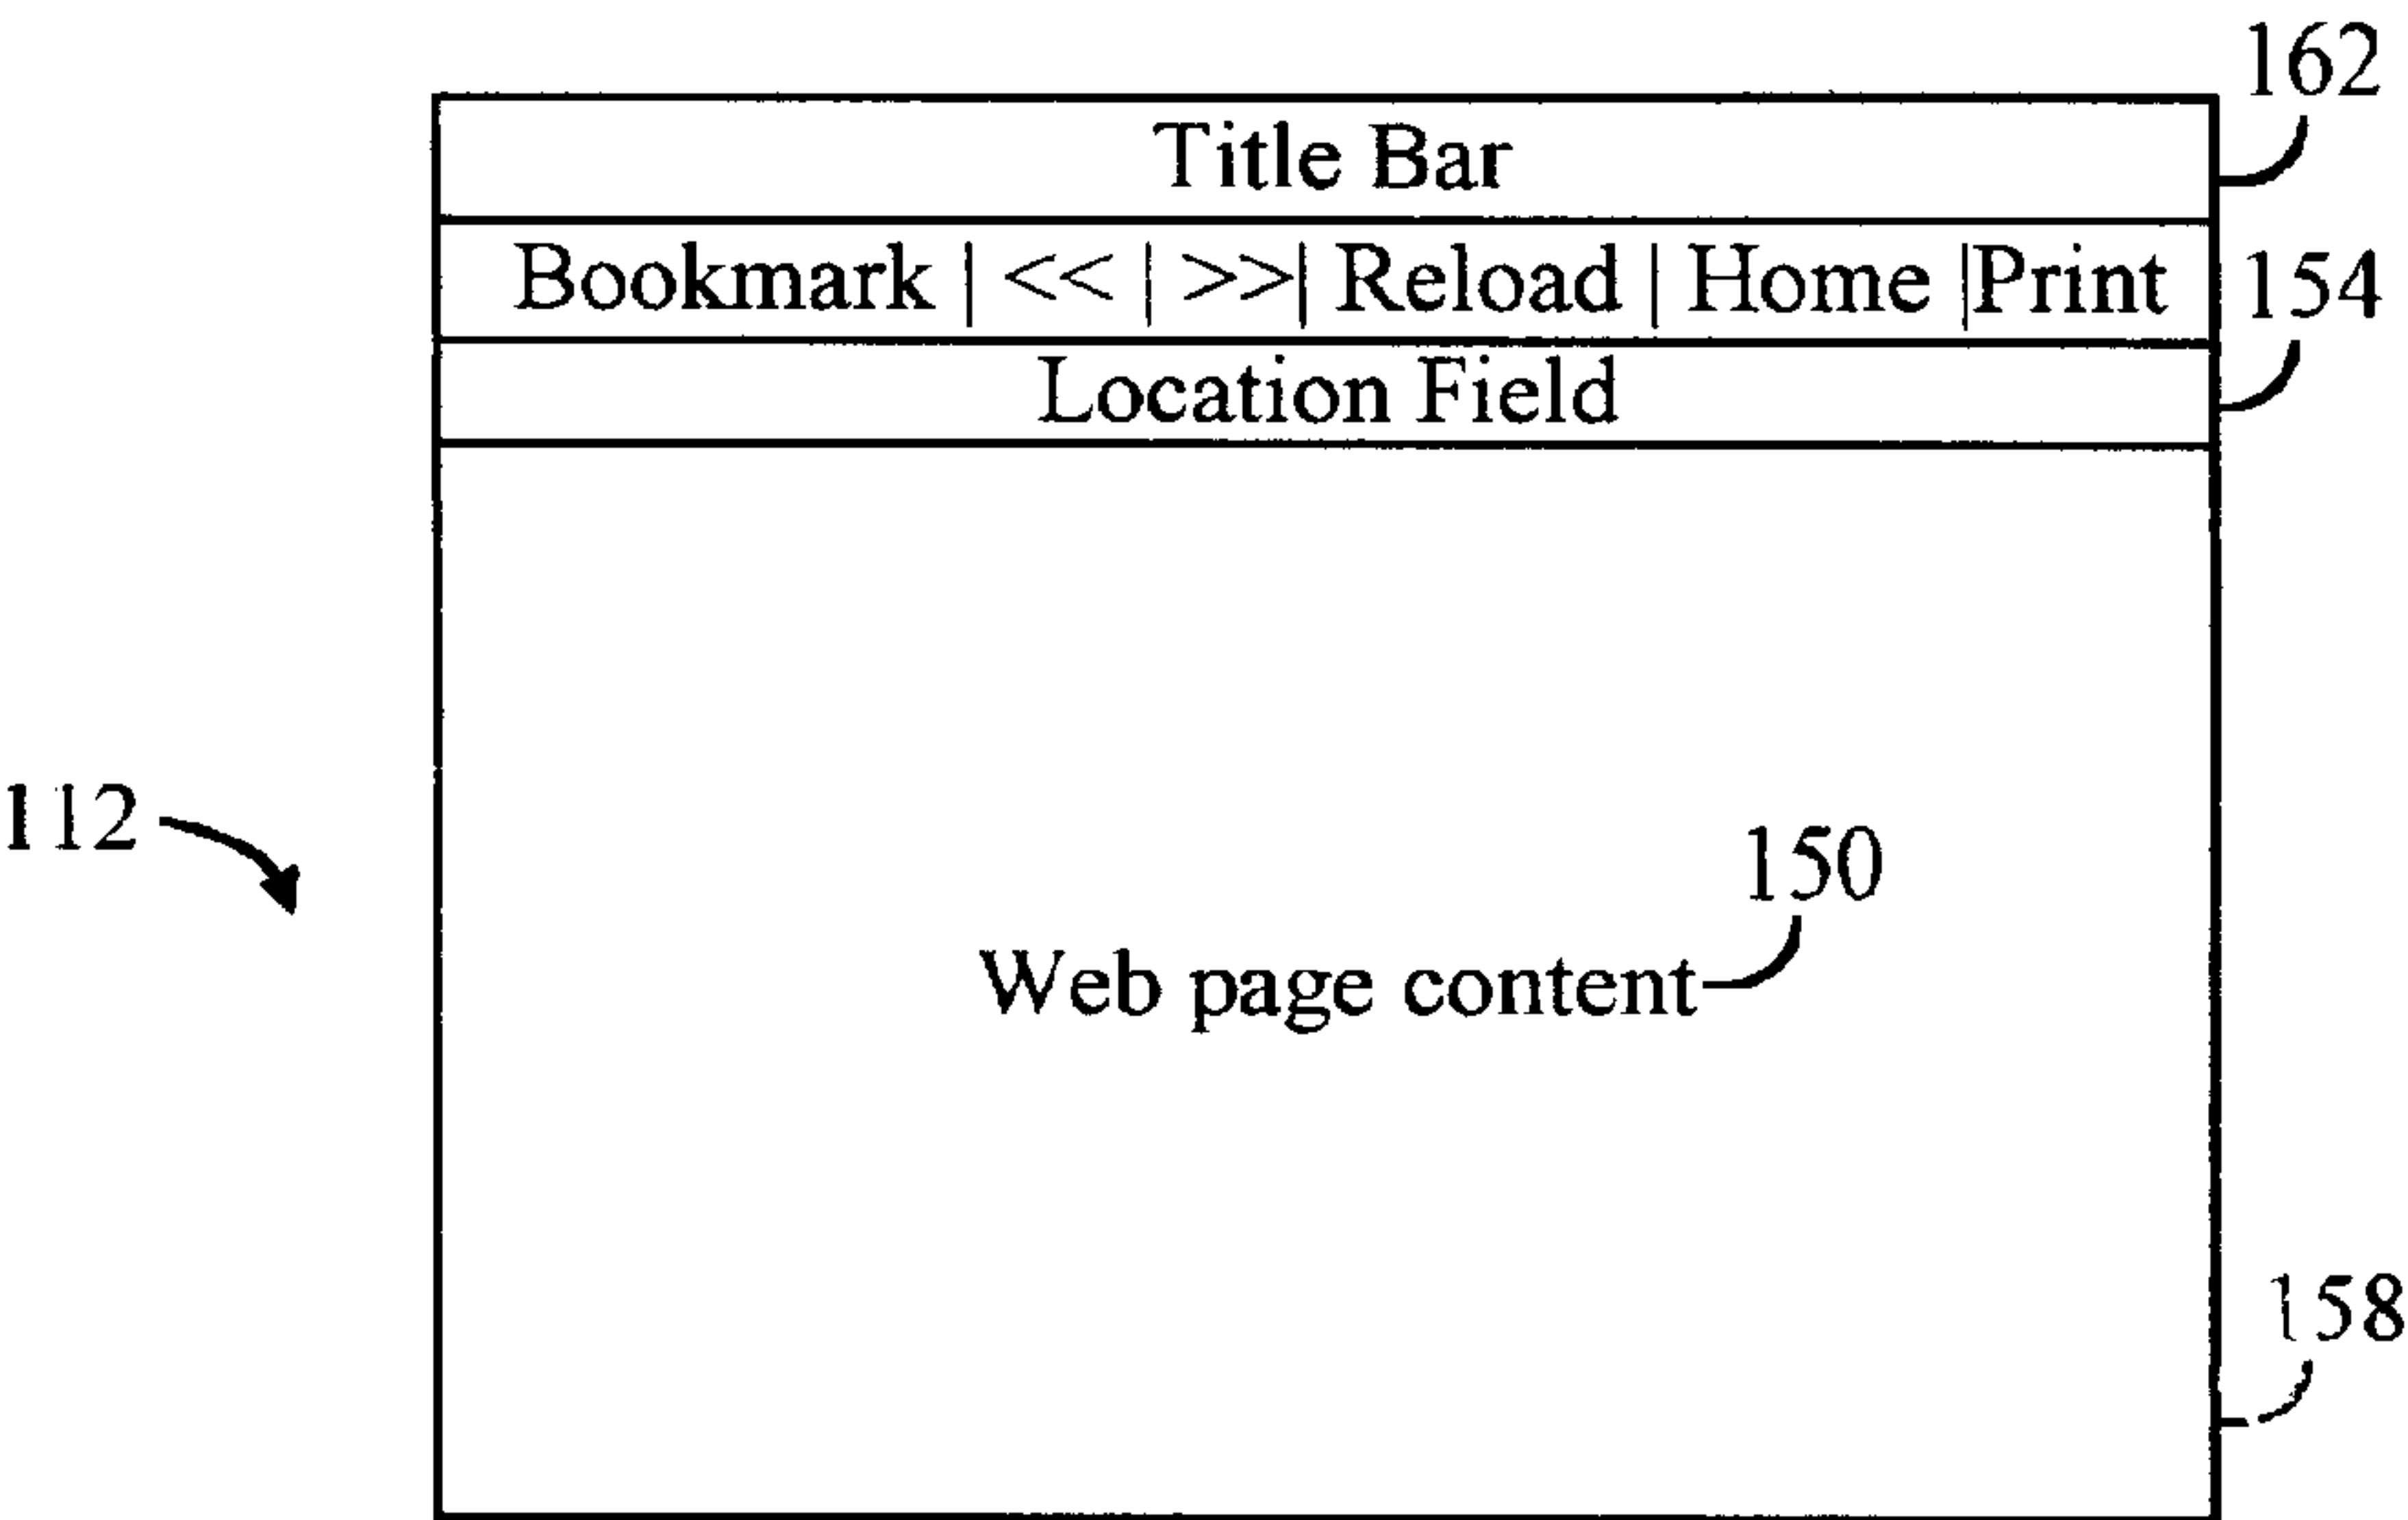 162
Title Bar
Bookmark | << | >>| Reload | Home |Print
154
Location Field
112
150
Web page content
158